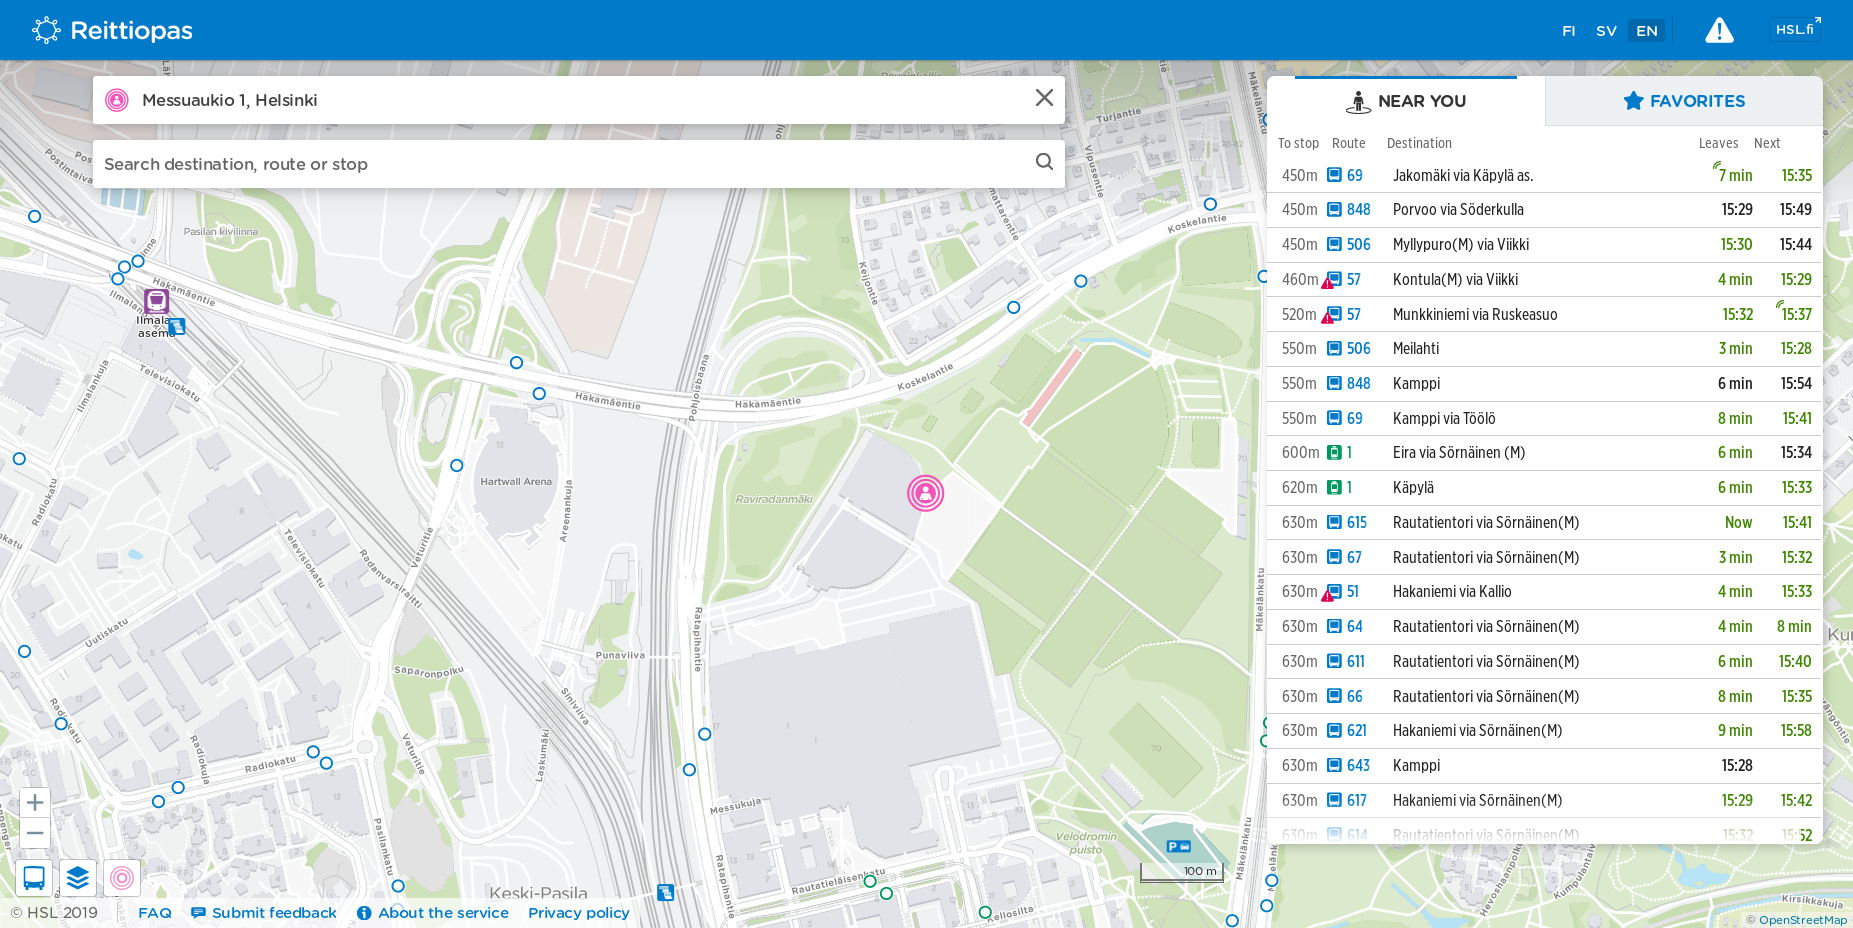 Reittiopas
FI
SV
EN
HSL.fi
Messuaukio 1, Helsinki
Search destination, route or stop
NEAR YOU
FAVORITES
To stop Route Destination Leaves Next
450m 69 Jakomäki via Käpylä as. 7 min 15:35
450m 848 Porvoo via Söderkulla 15:29 15:49
450m 506 Myllypuro(M) via Viikki 15:30 15:44
460m 57 Kontula(M) via Viikki 4 min 15:29
520m 57 Munkkiniemi via Ruskeasuo 15:32 15:37
550m 506 Meilahti 3 min 15:28
550m 848 Kamppi 6 min 15:54
550m 69 Kamppi via Töölö 8 min 15:41
600m 1 Eira via Sörnäinen (M) 6 min 15:34
620m 1 Käpylä 6 min 15:33
630m 615 Rautatientori via Sörnäinen(M) Now 15:41
630m 67 Rautatientori via Sörnäinen(M) 3 min 15:32
630m 51 Hakaniemi via Kallio 4 min 15:33
630m 64 Rautatientori via Sörnäinen(M) 4 min 8 min
630m 611 Rautatientori via Sörnäinen(M) 6 min 15:40
630m 66 Rautatientori via Sörnäinen(M) 8 min 15:35
630m 621 Hakaniemi via Sörnäinen(M) 9 min 15:58
630m 643 Kamppi 15:28
630m 617 Hakaniemi via Sörnäinen(M) 15:29 15:42
630m 614 Rautatientori via Sörnäinen(M) 15:32 15:52
Turjantie
Vipusentie
Pasilan kivilinna
Koskelantie
Keijontie
Hakamäentie
Ilmalan
asema
Televisiokatu
Ilmalankatu
Pohjoisbaana
Koskelantie
Hakamäentie
Hakamäentie
Hartwall Arena
Areenankuja
Raviradanmäki
Radiokatu
Veturitie
Televisiokatu
Radanvarsiraitti
Uutiskatu
Mäkelänkatu
Ratapihantie
Punaviiva
Saparonpolku
Siniviiva
Radiokatu
Veturitie
Laskumäki
Radiokuja
Radiokatu
Messukuja
Pasilankatu
Velodromin
puisto
Mäkelänkatu
Ratapihantie
Rautatieläisenkatu
Keski-Pasila
Kellosilta
Hevoshaanpolku
Kumpulantaival
Kirsikkakuja
P
100 m
© HSL 2019
FAQ
Submit feedback
About the service
Privacy policy
© OpenStreetMap